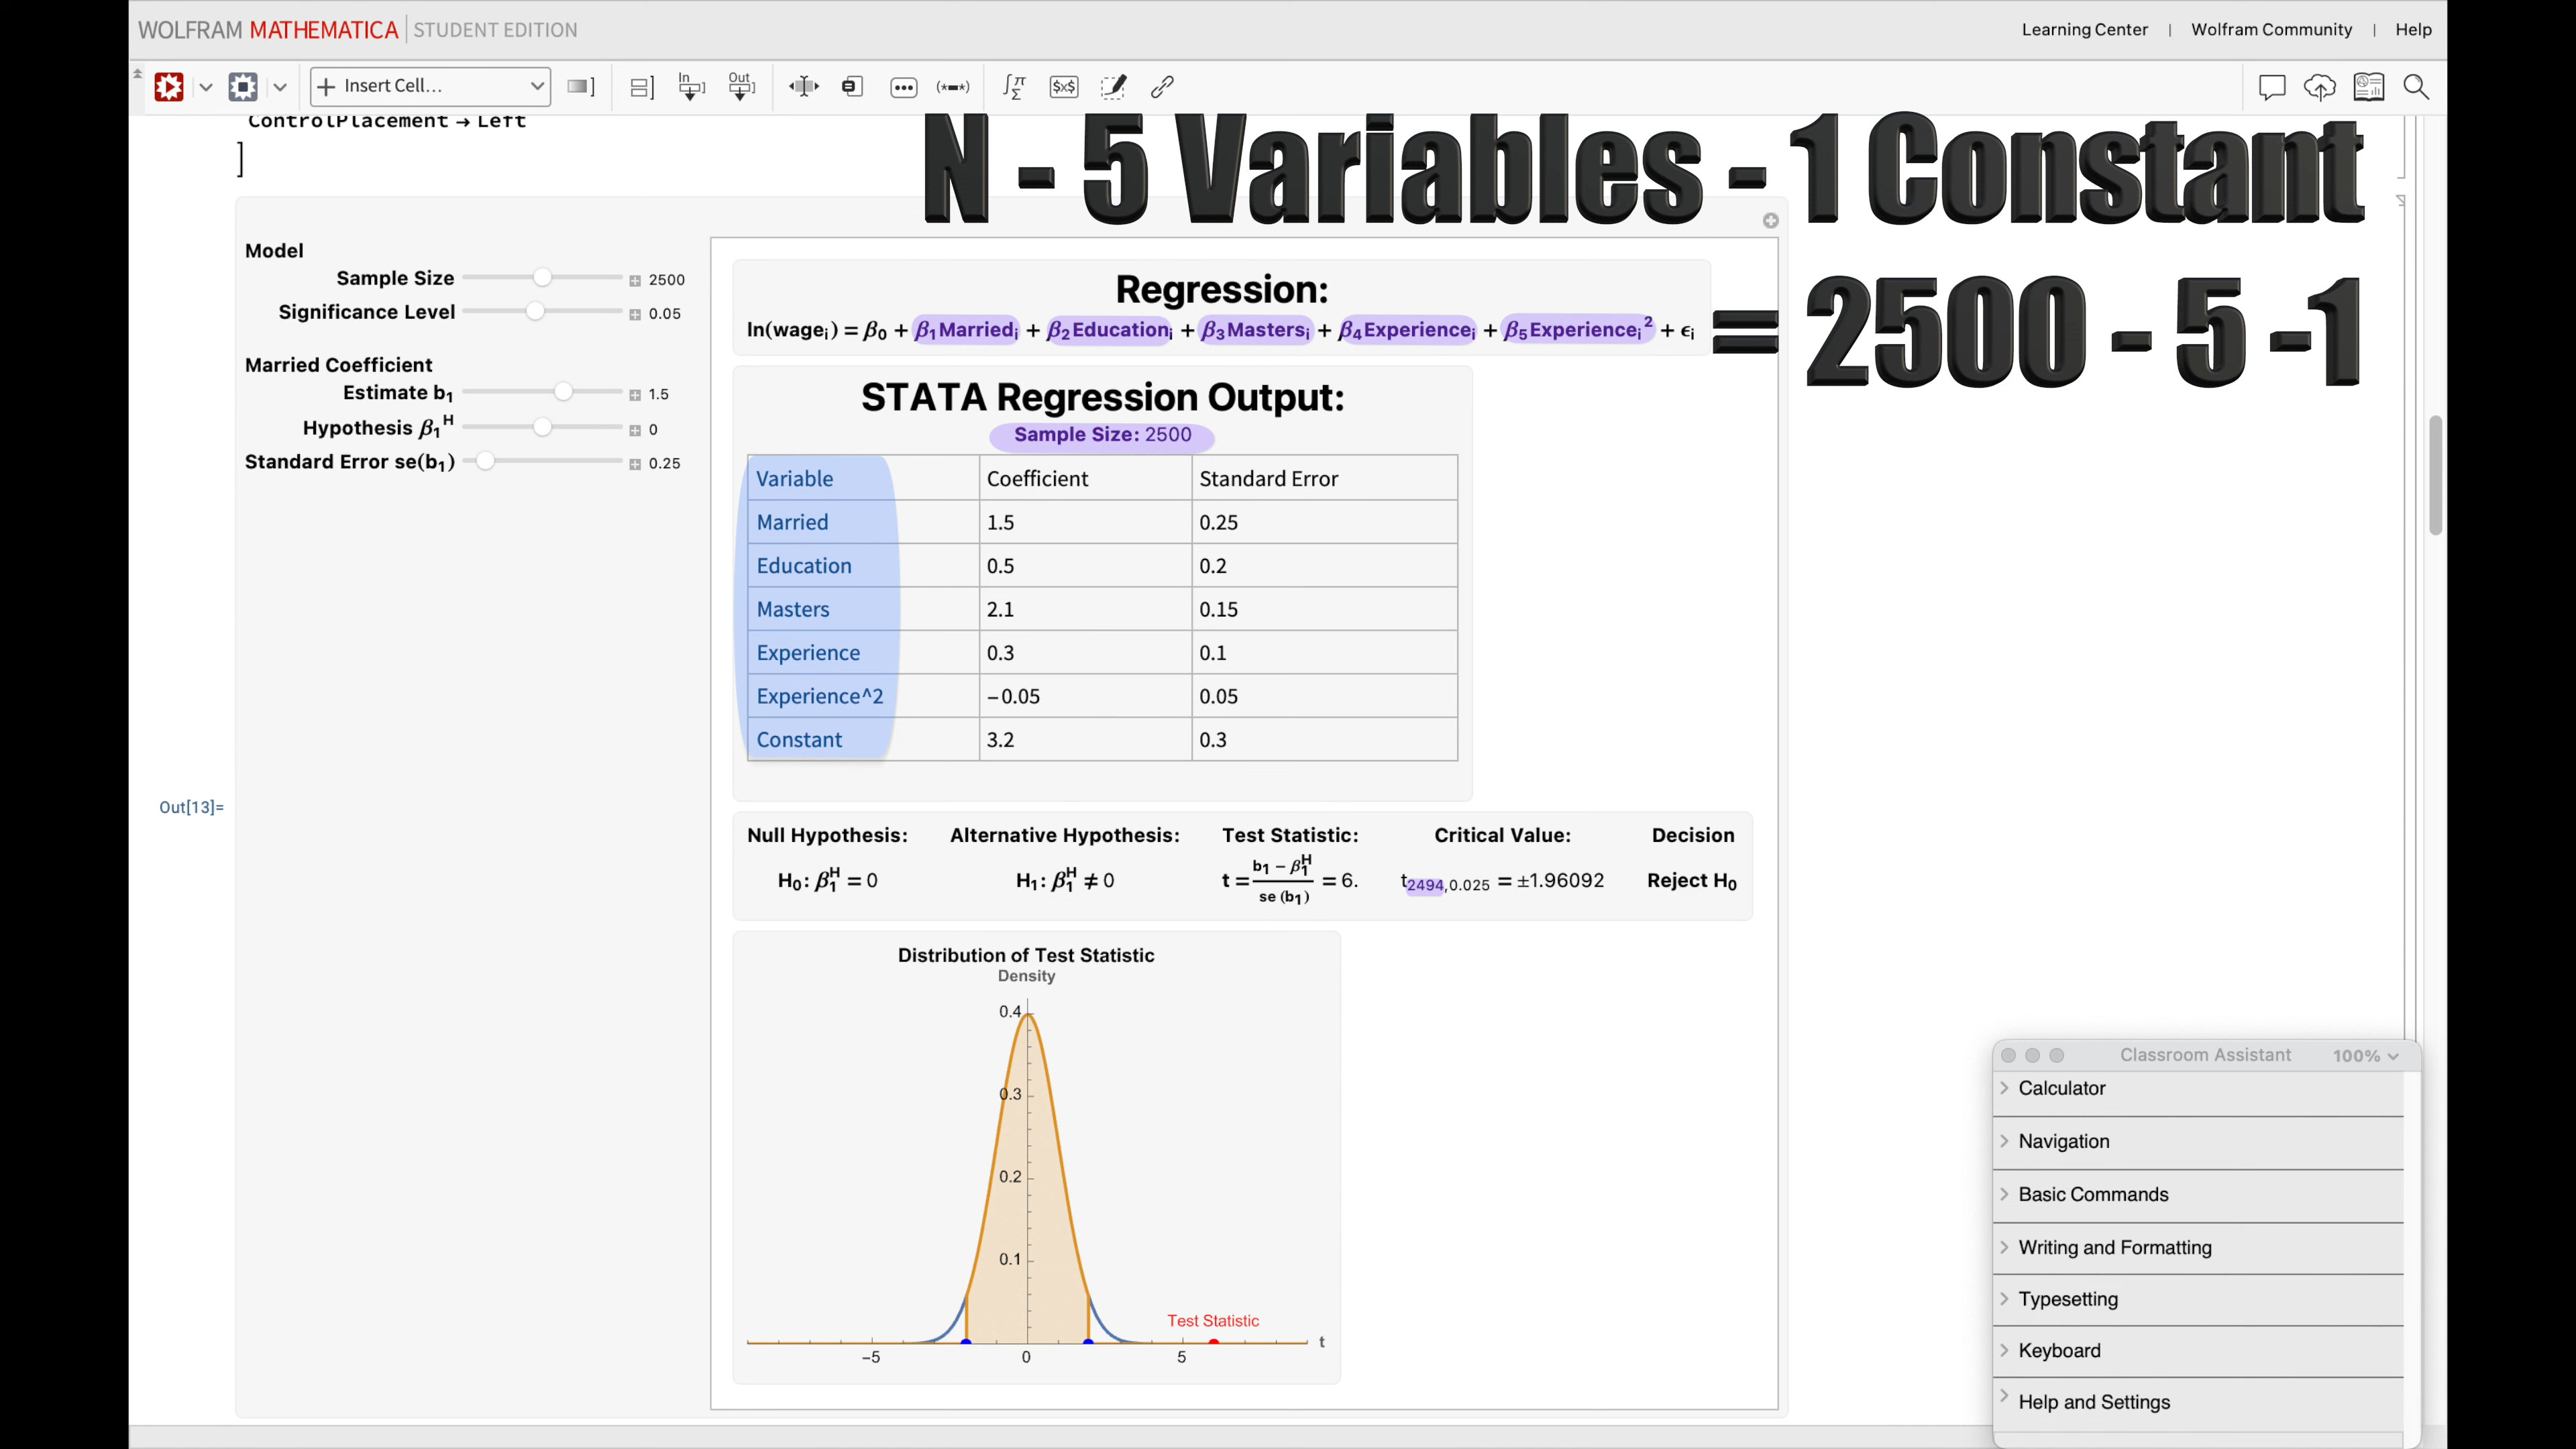 WOLFRAM MATHEMATICA | STUDENT EDITION
Learning Center | Wolfram Community | Help
Insert Cell...
In
Out
ControlPlacement → Left
]
N - 5 Variables - 1 Constant
= 2500 - 5 -1
Model
Sample Size 2500
Significance Level 0.05
Married Coefficient
Estimate b₁ 1.5
Hypothesis β₁ᴴ 0
Standard Error se(b₁) 0.25
Regression:
ln(wageᵢ) = β₀ + β₁Marriedᵢ + β₂Educationᵢ + β₃Mastersᵢ + β₄Experienceᵢ + β₅Experienceᵢ² + ϵᵢ
STATA Regression Output:
Sample Size: 2500
Variable Coefficient Standard Error
Married 1.5 0.25
Education 0.5 0.2
Masters 2.1 0.15
Experience 0.3 0.1
Experience^2 −0.05 0.05
Constant 3.2 0.3
Out[13]=
Null Hypothesis: Alternative Hypothesis: Test Statistic: Critical Value: Decision
H₀: β₁ᴴ = 0 H₁: β₁ᴴ ≠ 0 t = (b₁ − β₁ᴴ)/se (b₁) = 6. t₂₄₉₄,₀.₀₂₅ = ±1.96092 Reject H₀
Distribution of Test Statistic
Density
0.4
0.3
0.2
0.1
Test Statistic
t
−5 0 5
Classroom Assistant 100%
Calculator
Navigation
Basic Commands
Writing and Formatting
Typesetting
Keyboard
Help and Settings